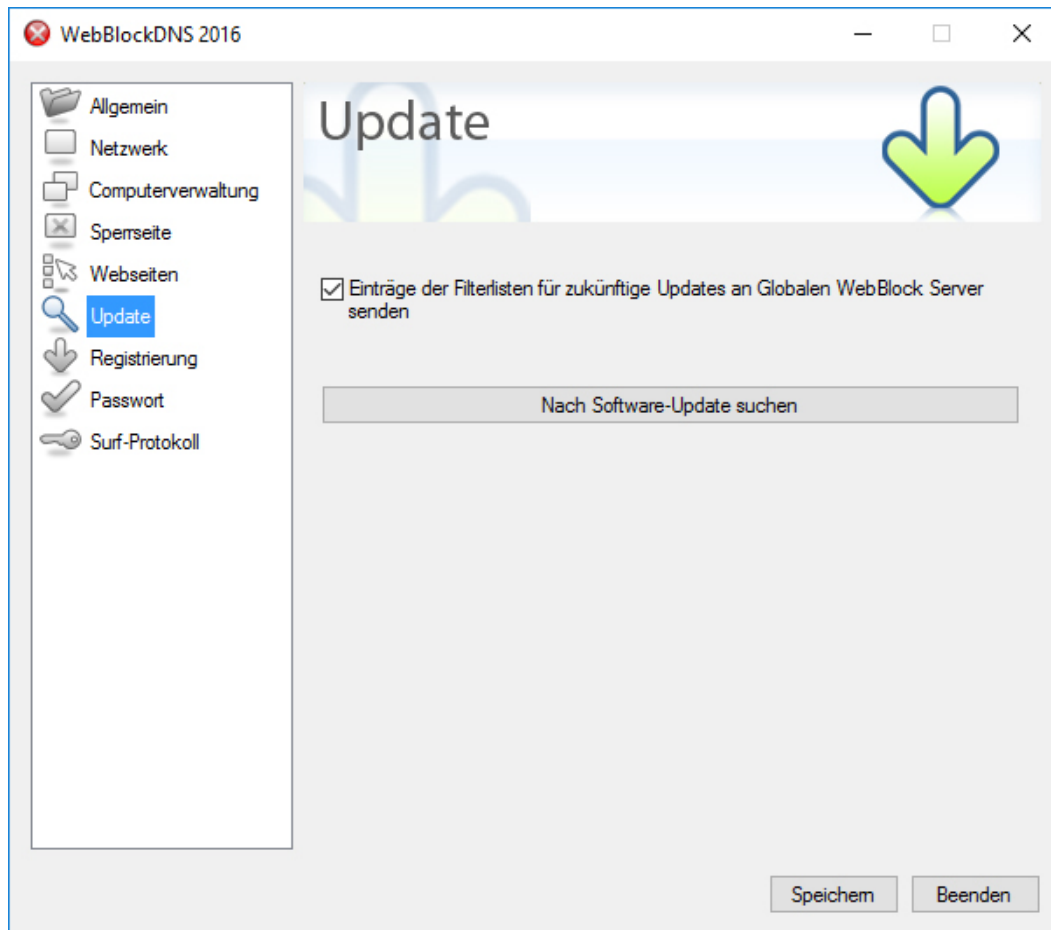 WebBlockDNS 2016
Allgemein
Netzwerk
Computerverwaltung
Sperrseite
Webseiten
Update
Registrierung
Passwort
Surf-Protokoll
Update
Einträge der Filterlisten für zukünftige Updates an Globalen WebBlock Server
senden
Nach Software-Update suchen
Speichern
Beenden